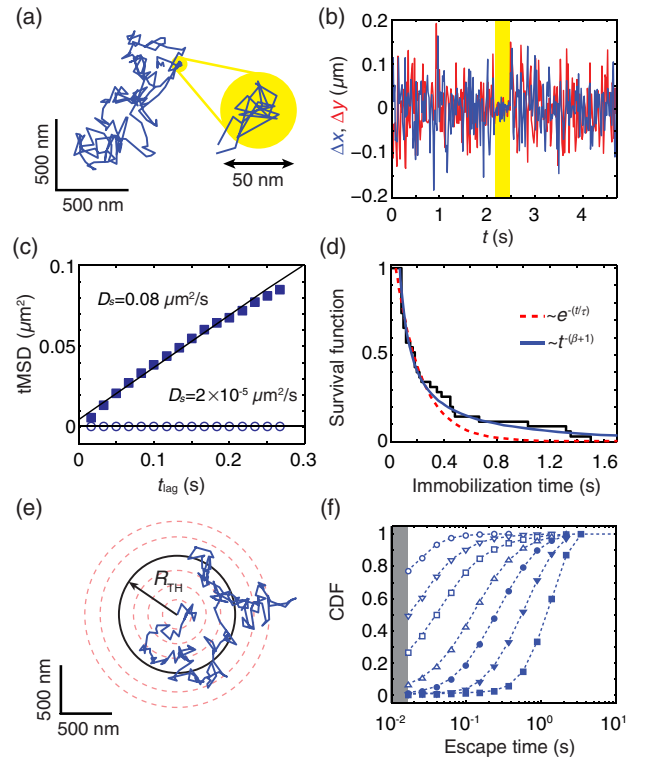 (a)
500 nm
500 nm
50 nm
(b)
Δx, Δy (μm)
0.2
0.1
0
−0.1
−0.2
0 1 2 3 4
t (s)
(c)
tMSD (μm²)
0.1
0.05
0
Ds=0.08 μm²/s
Ds=2×10⁻⁵ μm²/s
0 0.1 0.2 0.3
tlag (s)
(d)
Survival function
1
0.5
0
~e-(t/τ)
~t-(β+1)
0 0.4 0.8 1.2 1.6
Immobilization time (s)
(e)
RTH
500 nm
500 nm
(f)
CDF
1
0.8
0.6
0.4
0.2
0
10⁻² 10⁻¹ 10⁰ 10¹
Escape time (s)